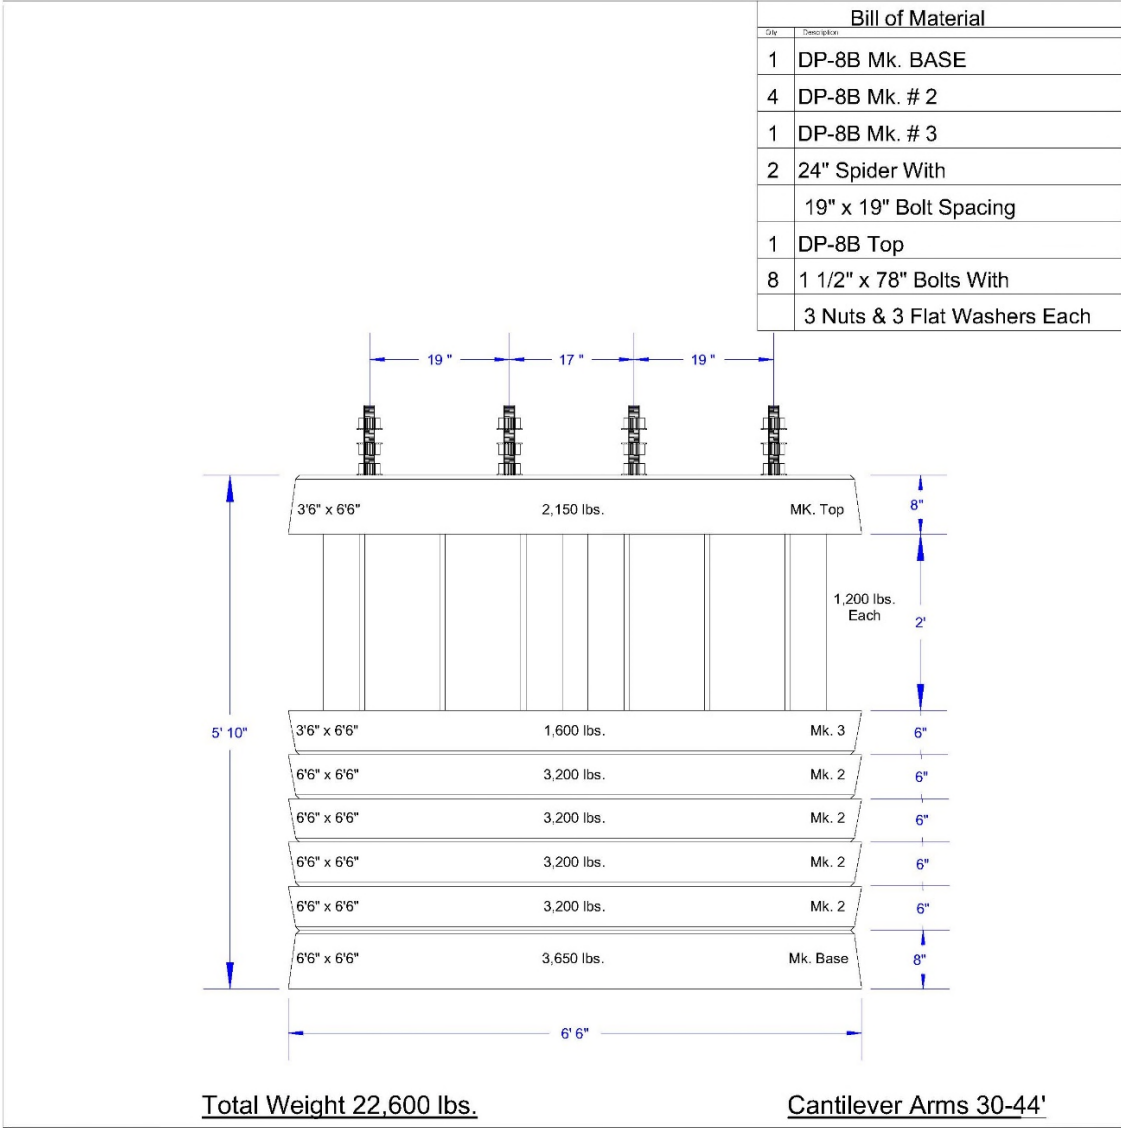 Bill of Material
Qty Description
1 DP-8B Mk. BASE
4 DP-8B Mk. # 2
1 DP-8B Mk. # 3
2 24" Spider With
19" x 19" Bolt Spacing
1 DP-8B Top
8 1 1/2" x 78" Bolts With
3 Nuts & 3 Flat Washers Each
19 " 17 " 19 "
3'6" x 6'6" 2,150 lbs. MK. Top 8"
1,200 lbs.
Each
2'
5' 10"
3'6" x 6'6" 1,600 lbs. Mk. 3 6"
6'6" x 6'6" 3,200 lbs. Mk. 2 6"
6'6" x 6'6" 3,200 lbs. Mk. 2 6"
6'6" x 6'6" 3,200 lbs. Mk. 2 6"
6'6" x 6'6" 3,200 lbs. Mk. 2 6"
6'6" x 6'6" 3,650 lbs. Mk. Base 8"
6' 6"
Total Weight 22,600 lbs. Cantilever Arms 30-44'